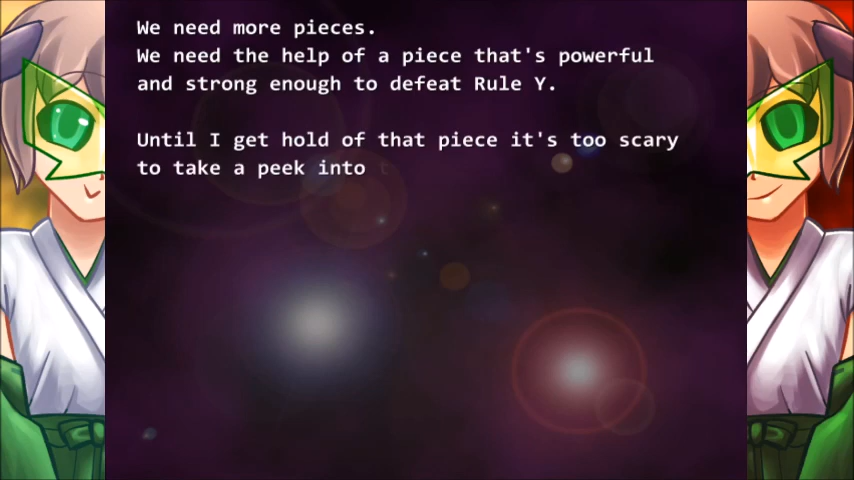 We need more pieces.
We need the help of a piece that's powerful
and strong enough to defeat Rule Y.
Until I get hold of that piece it's too scary
to take a peek into t